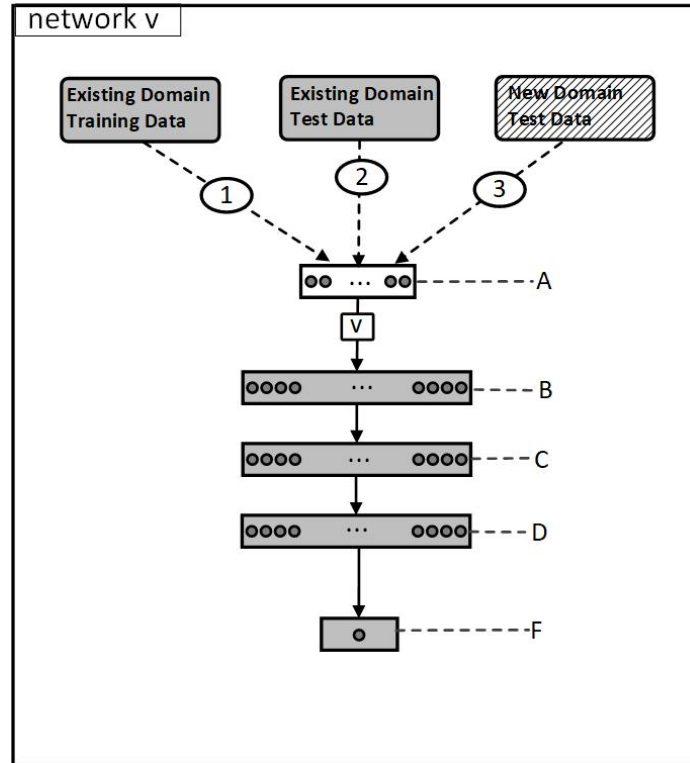 network v
Existing Domain
Training Data
Existing Domain
Test Data
New Domain
Test Data
1
2
3
...
A
v
...
B
...
C
...
D
F